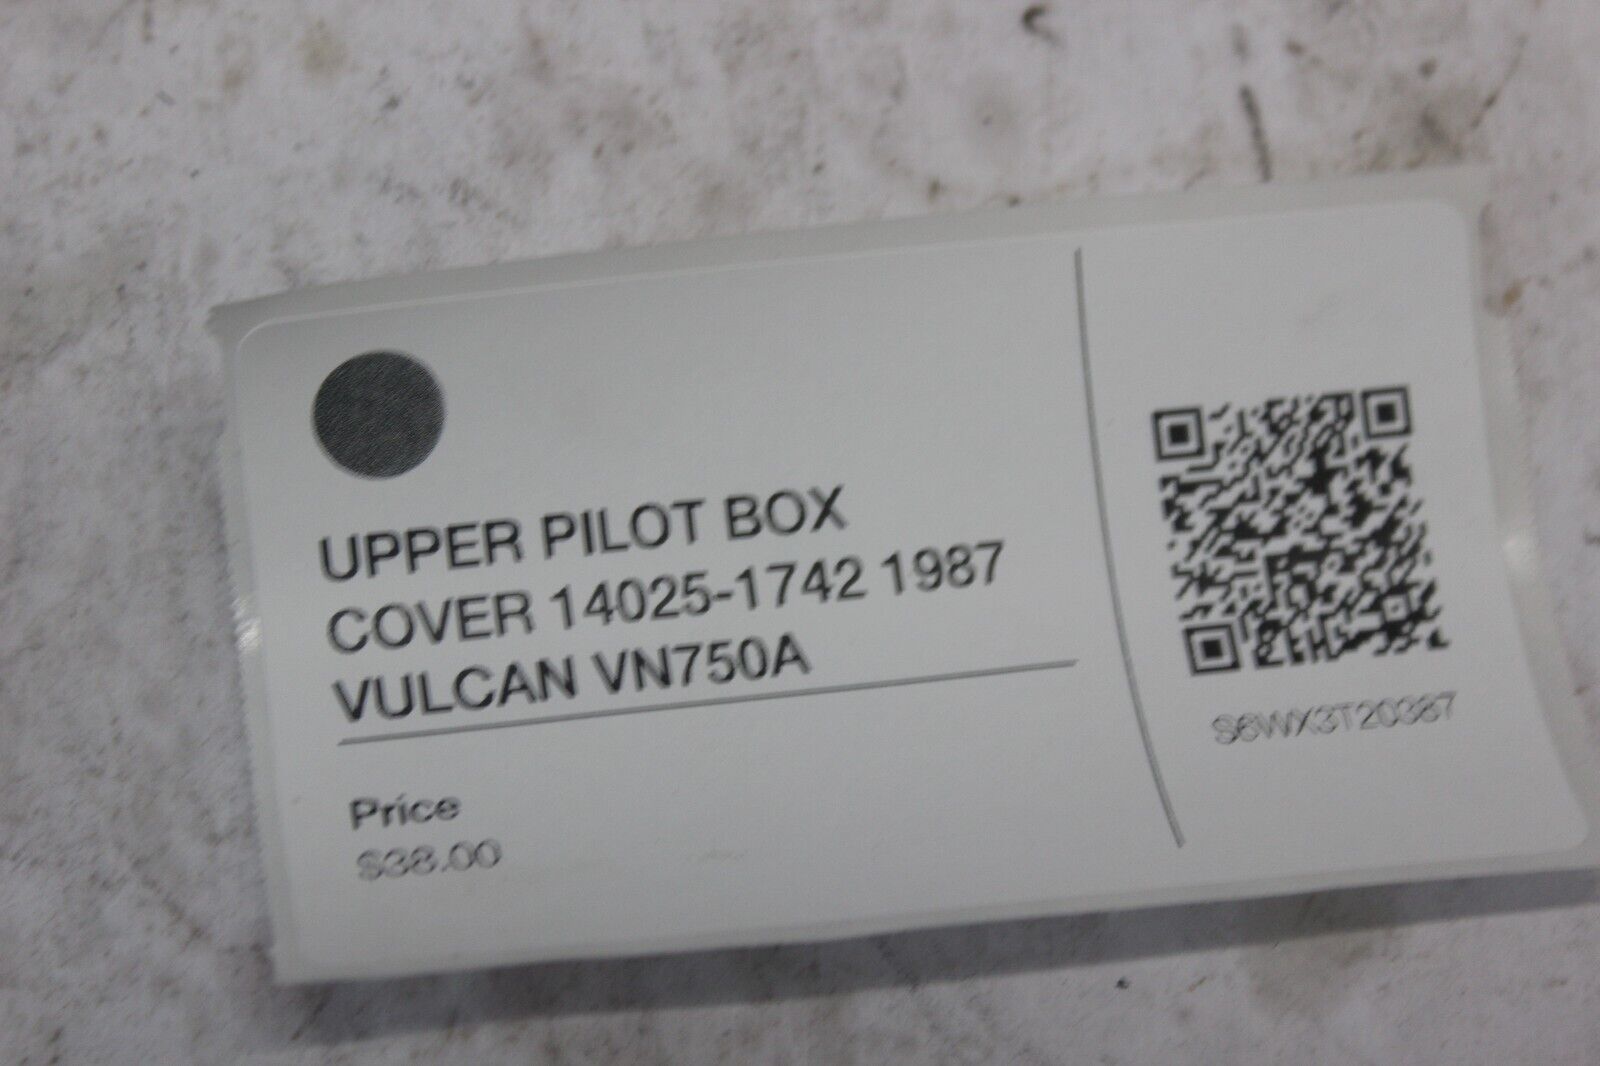 UPPER PILOT BOX
COVER 14025-1742 1987
VULCAN VN750A
Price
$38.00
S6WX3T20387